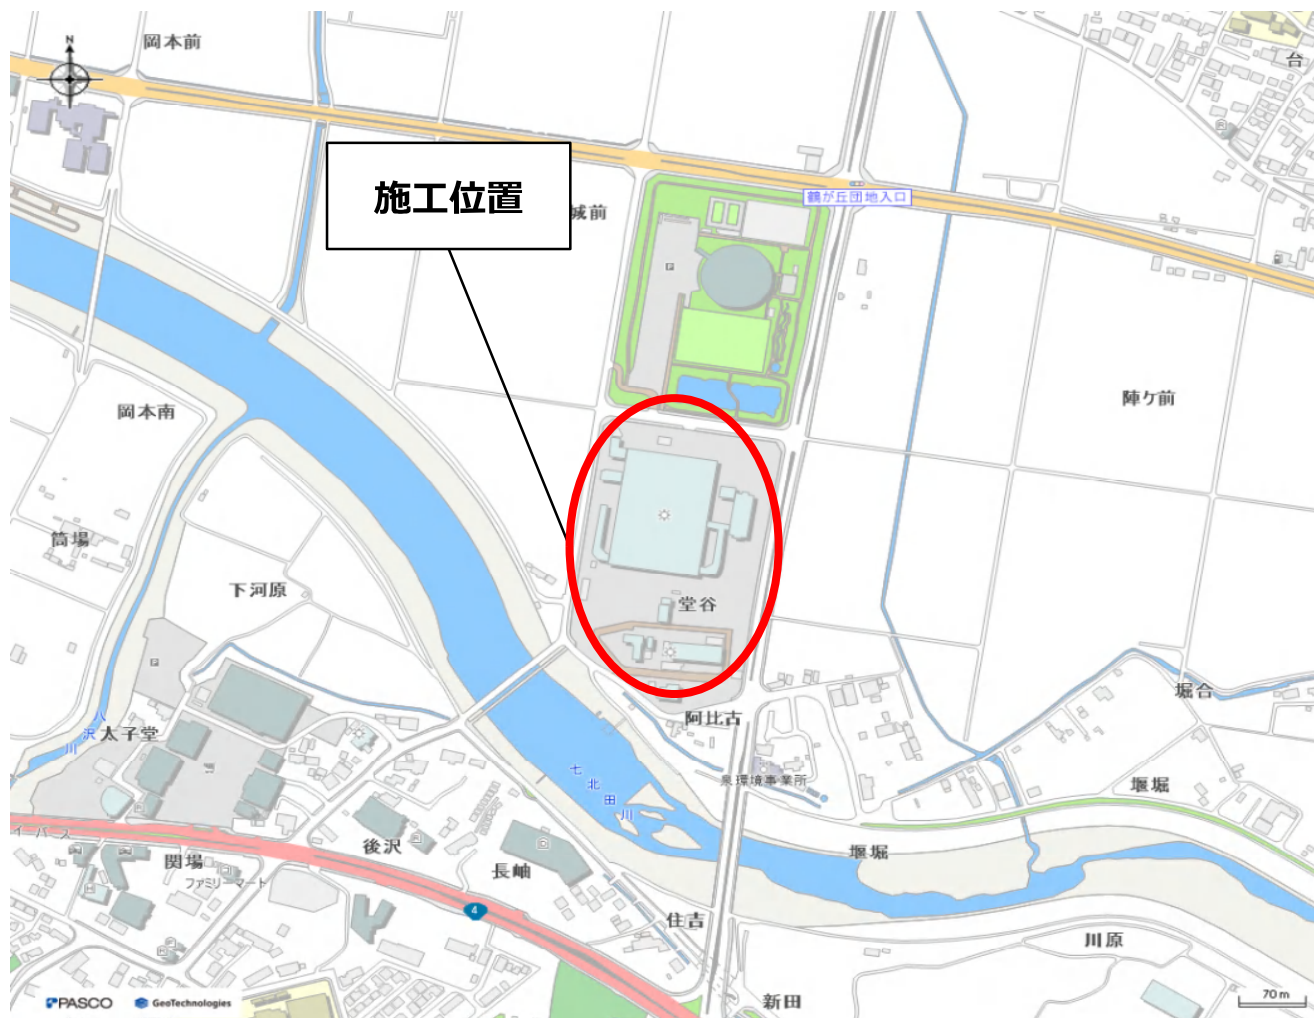 N
岡本前
台
施工位置
城前
鶴が丘団地入口
P
岡本南
陣ケ前
筒場
下河原
堂谷
P
堀合
阿比古
八沢川
太子堂
七北田川
泉環境事業所
堰堀
イパス
後沢
堰堀
関場
ファミリーマート
長岫
4
住吉
川原
新田
PASCO
GeoTechnologies
70 m